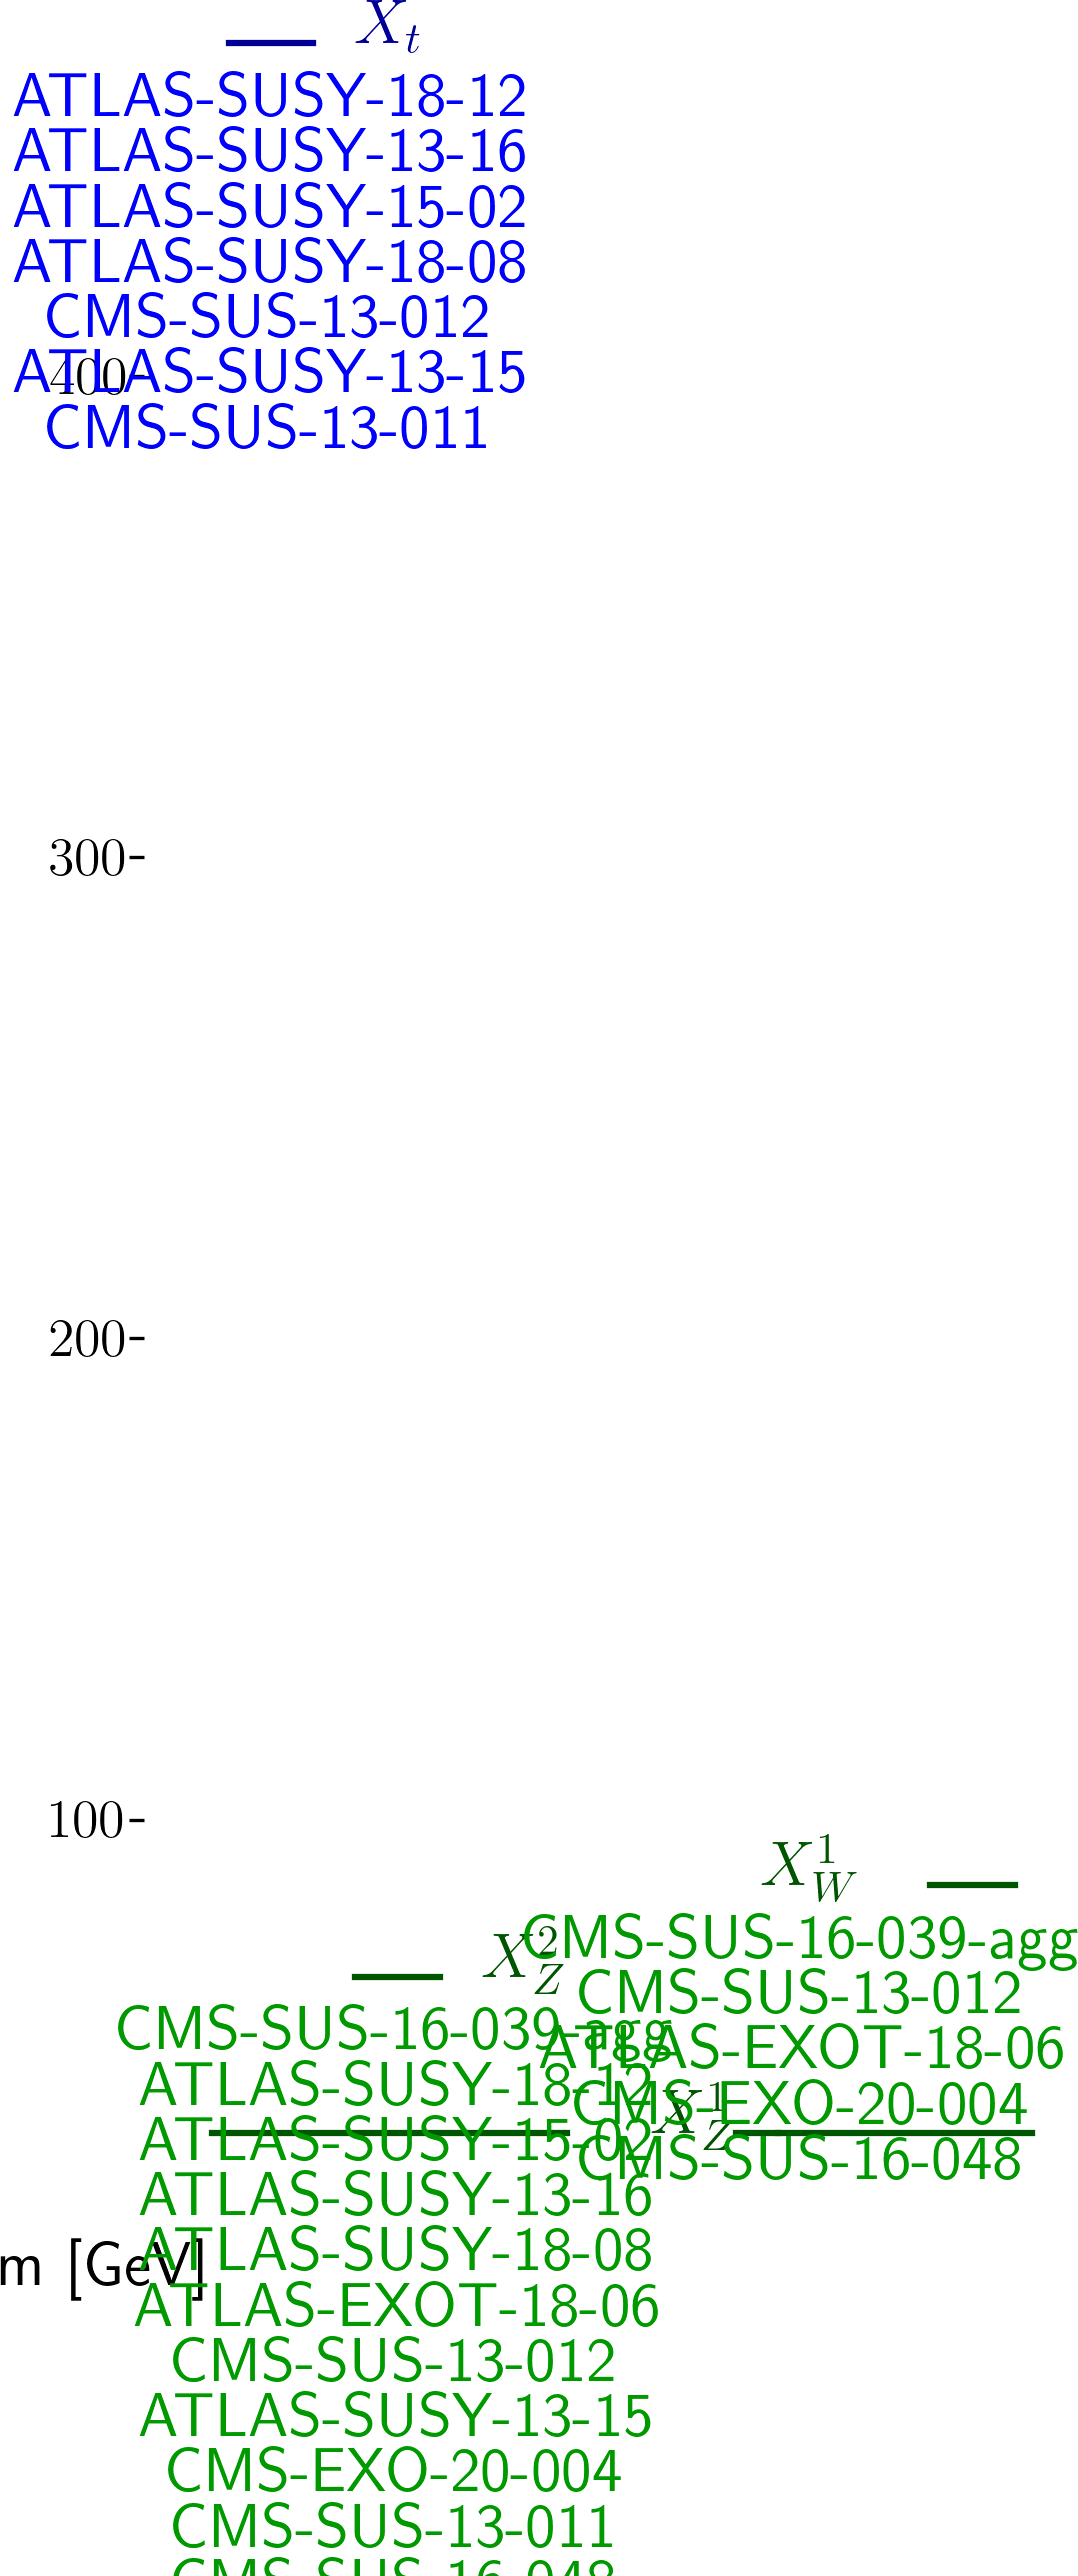 X_t
ATLAS-SUSY-18-12
ATLAS-SUSY-13-16
ATLAS-SUSY-15-02
ATLAS-SUSY-18-08
CMS-SUS-13-012
400
ATLAS-SUSY-13-15
CMS-SUS-13-011
300
200
100
X_W^1
CMS-SUS-16-039-agg
CMS-SUS-13-012
ATLAS-EXOT-18-06
CMS-EXO-20-004
CMS-SUS-16-048
X_Z^2
CMS-SUS-16-039-agg
ATLAS-SUSY-18-12
X_Z^1
ATLAS-SUSY-15-02
ATLAS-SUSY-13-16
ATLAS-SUSY-18-08
m [GeV]
ATLAS-EXOT-18-06
CMS-SUS-13-012
ATLAS-SUSY-13-15
CMS-EXO-20-004
CMS-SUS-13-011
CMS-SUS-16-048